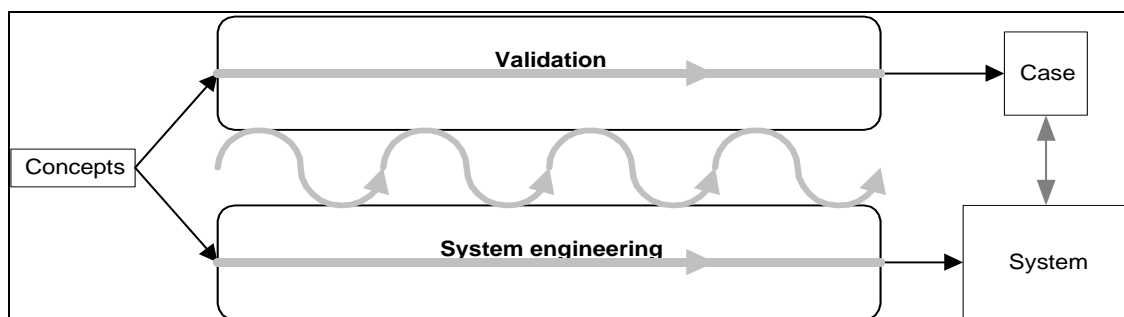 Validation
Case
Concepts
System engineering
System